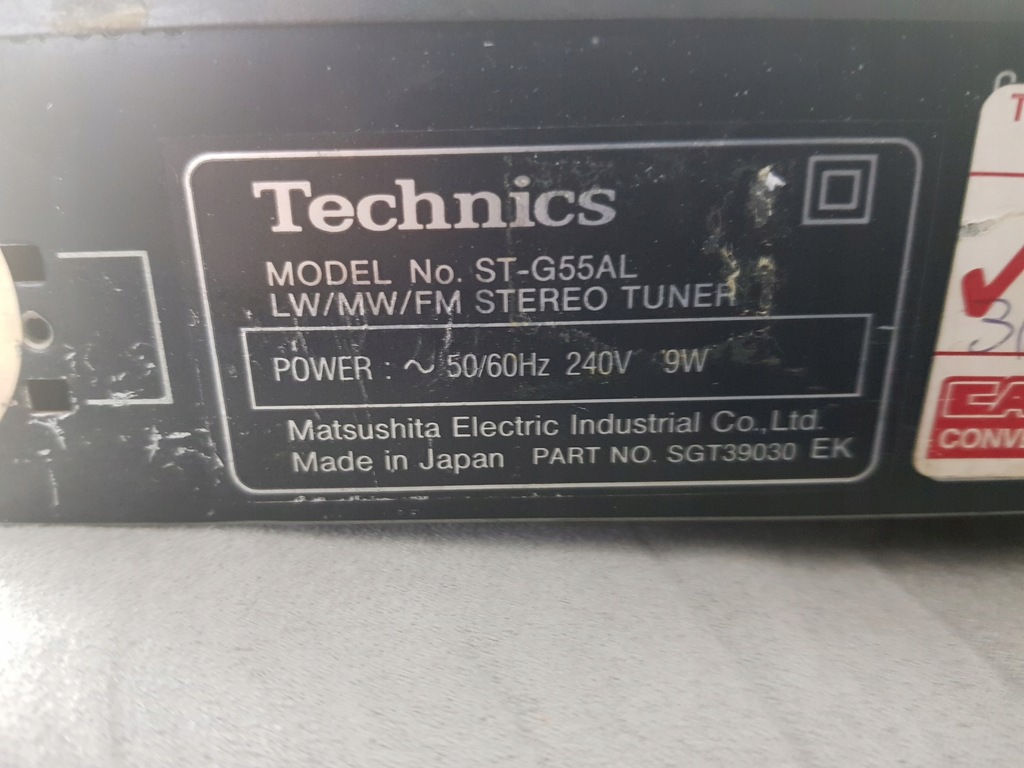 Technics
MODEL No. ST-G55AL
LW/MW/FM STEREO TUNER
POWER : ~ 50/60Hz 240V 9W
Matsushita Electric Industrial Co.,Ltd.
Made in Japan PART NO. SGT39030 EK